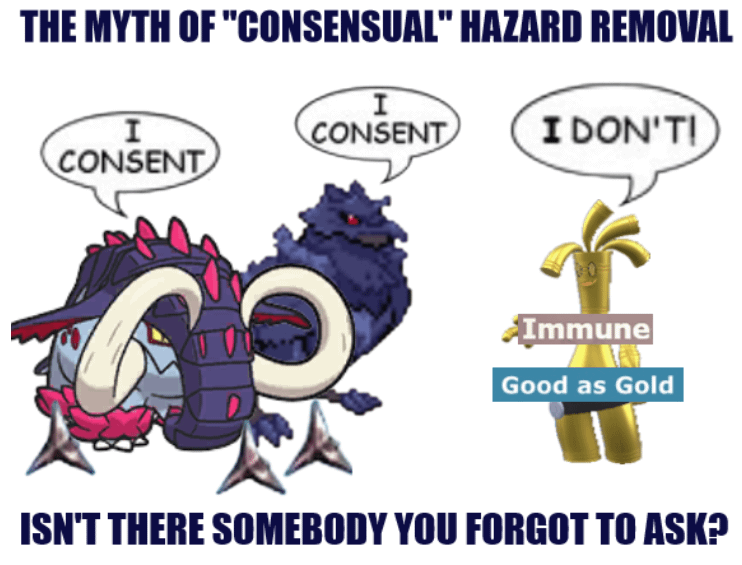 THE MYTH OF "CONSENSUAL" HAZARD REMOVAL
I
CONSENT
I
CONSENT
I DON'T!
Immune
Good as Gold
ISN'T THERE SOMEBODY YOU FORGOT TO ASK?